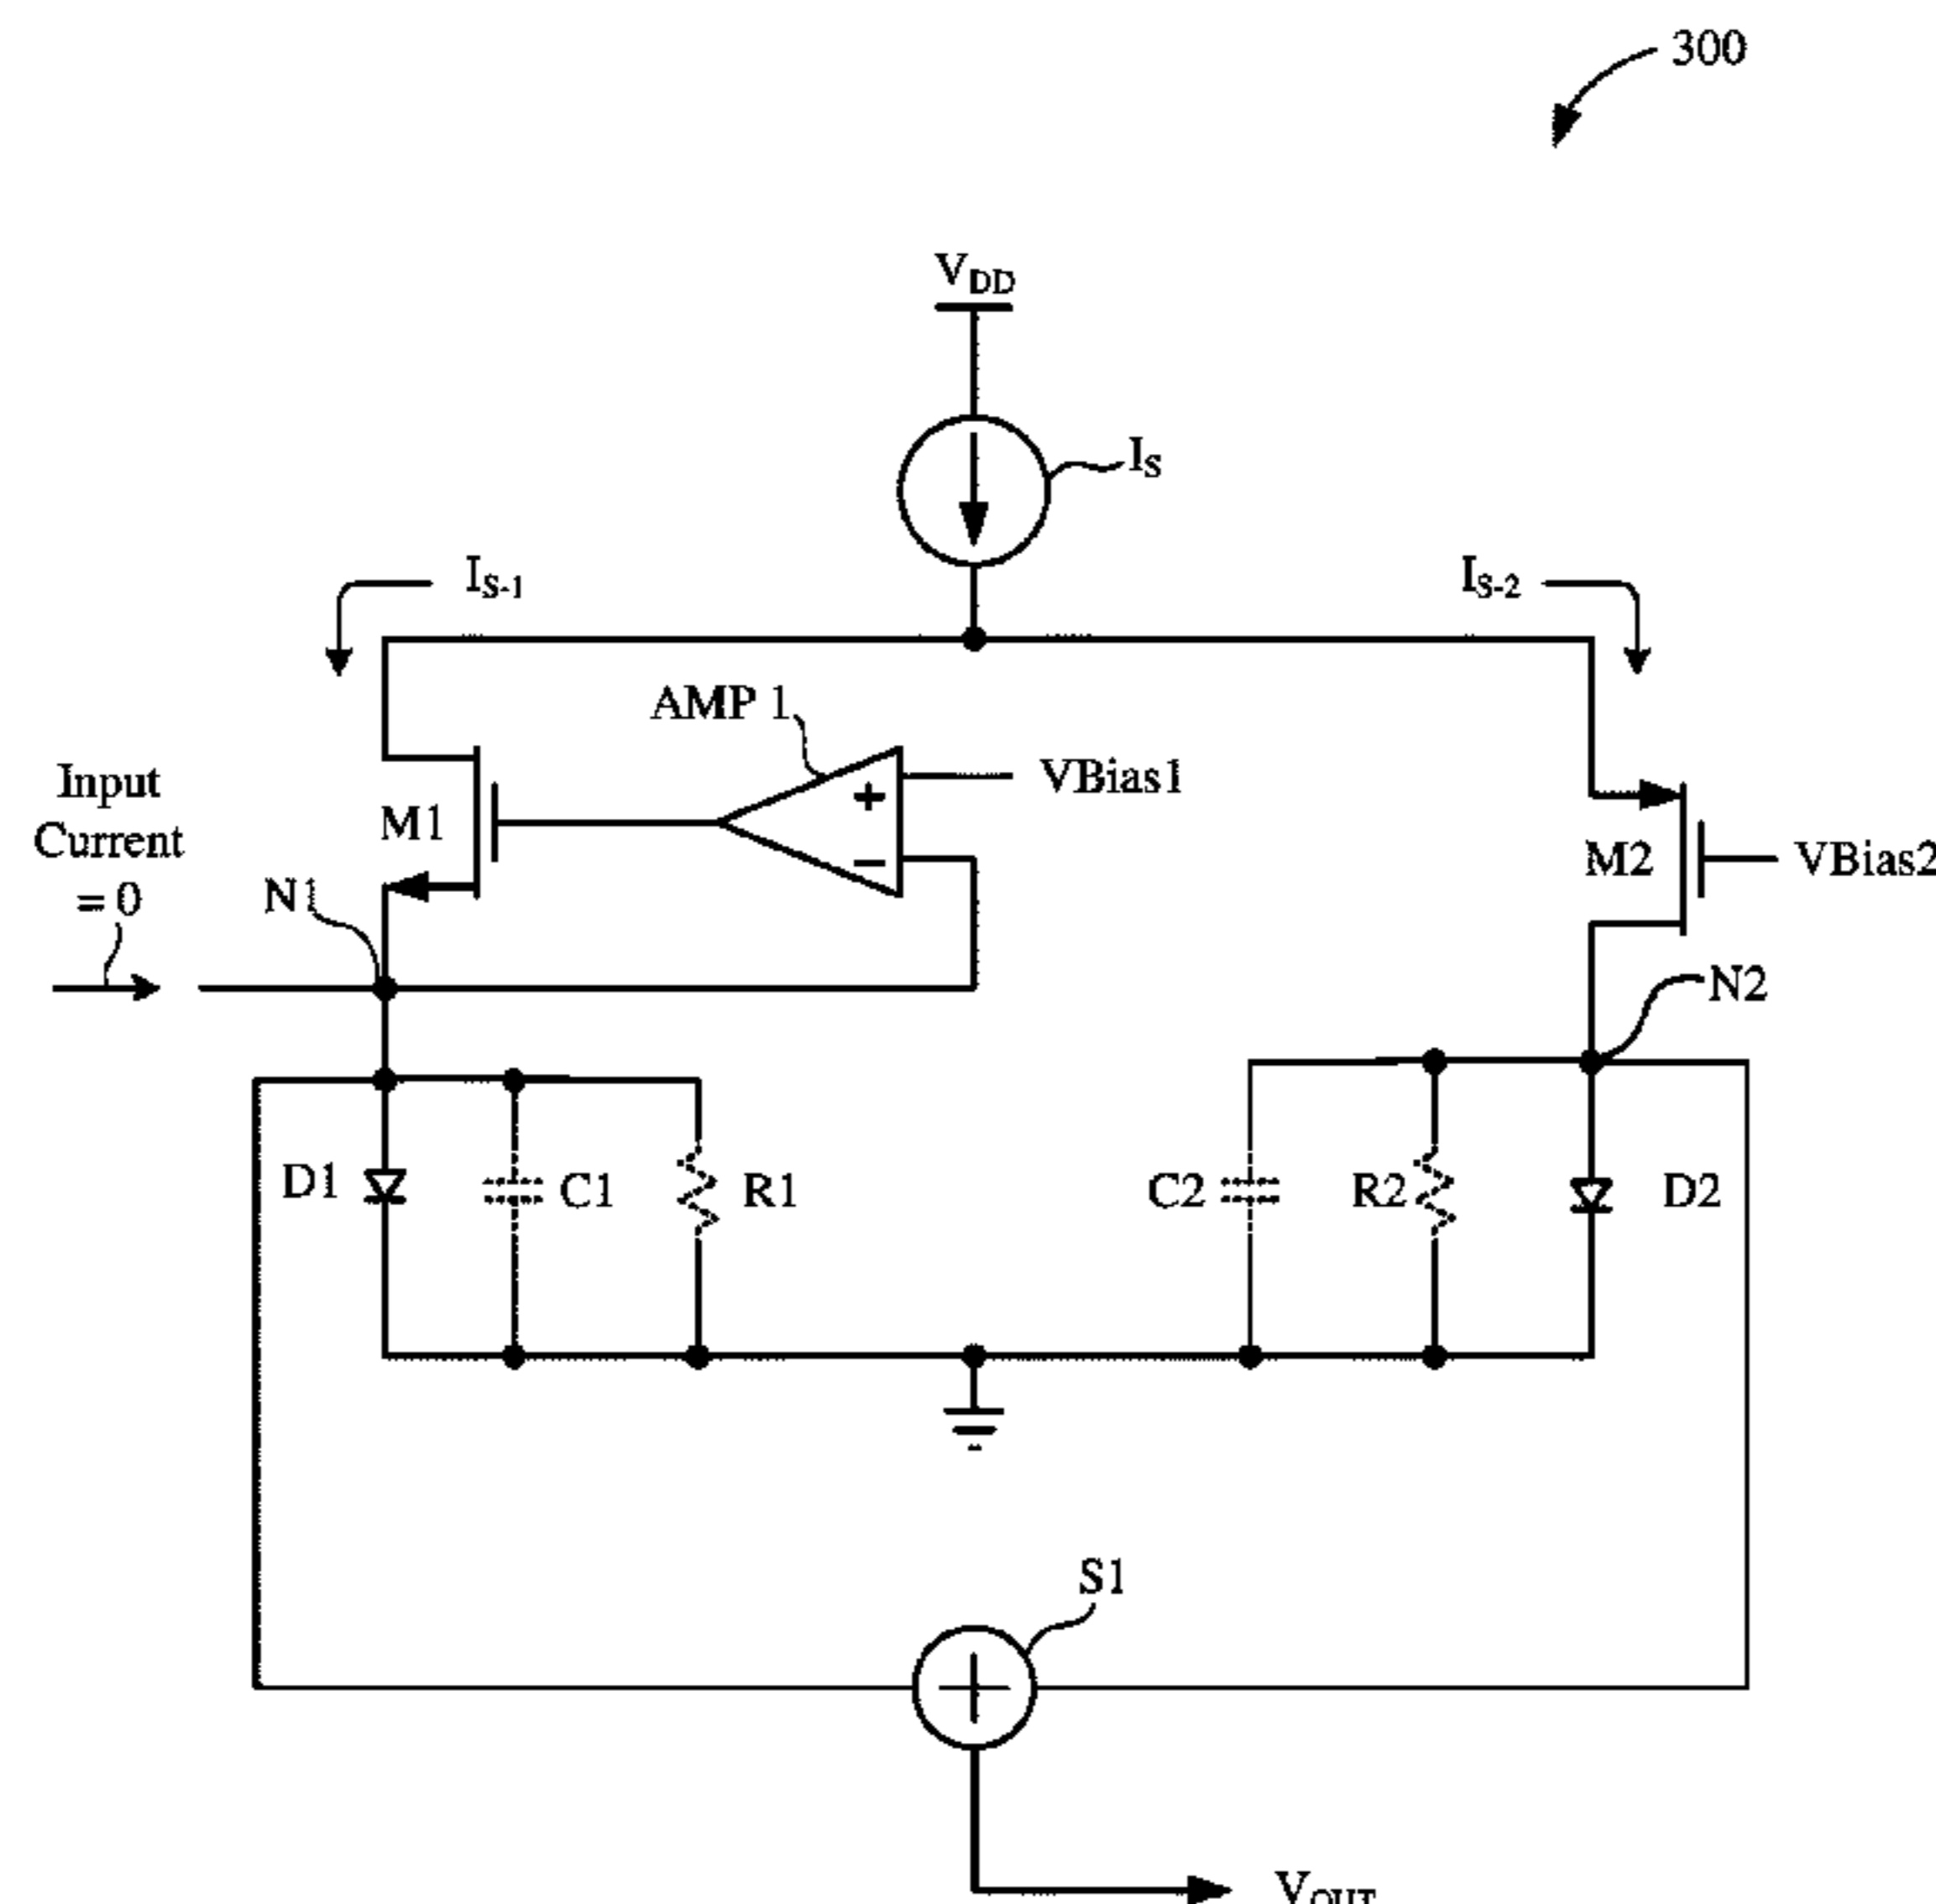 300
VDD
IS
IS-1
IS-2
AMP 1
VBias1
Input
Current
= 0
M1
+
−
M2
VBias2
N1
N2
D1
C1
R1
C2
R2
D2
S1
+
VOUT